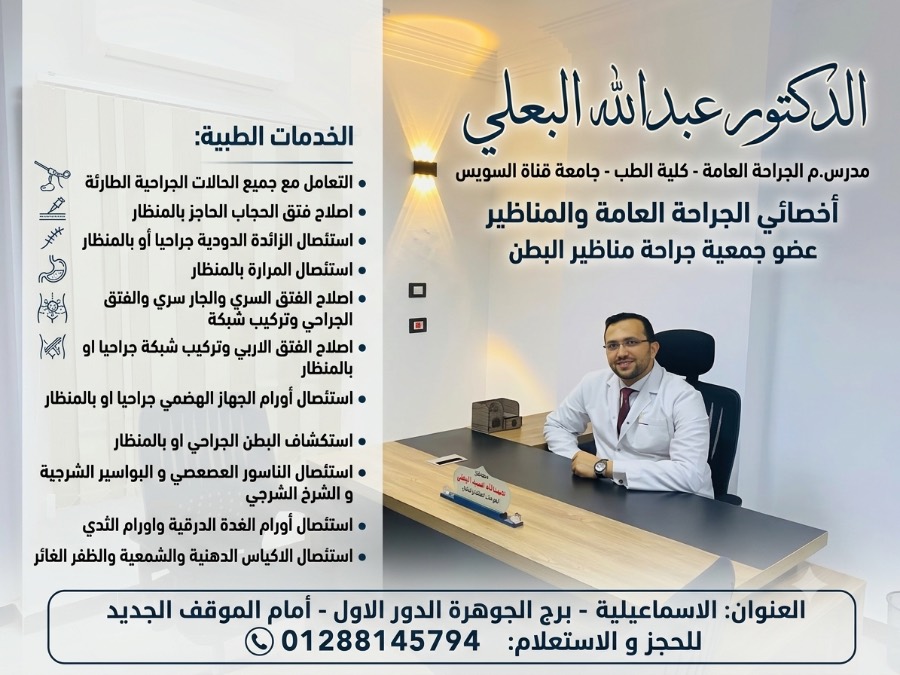 الدكتور عبدالله البعلي
مدرس.م الجراحة العامة - كلية الطب - جامعة قناة السويس
أخصائي الجراحة العامة والمناظير
عضو جمعية جراحة مناظير البطن
الخدمات الطبية:
• التعامل مع جميع الحالات الجراحية الطارئة
• اصلاح فتق الحجاب الحاجز بالمنظار
• استئصال الزائدة الدودية جراحيا أو بالمنظار
• استئصال المرارة بالمنظار
• اصلاح الفتق السري والجار سري والفتق
الجراحي وتركيب شبكة
• اصلاح الفتق الاربي وتركيب شبكة جراحيا او
بالمنظار
• استئصال أورام الجهاز الهضمي جراحيا او بالمنظار
• استكشاف البطن الجراحي او بالمنظار
• استئصال الناسور العصعصي و البواسير الشرجية
و الشرخ الشرجي
• استئصال أورام الغدة الدرقية واورام الثدي
• استئصال الاكياس الدهنية والشمعية والظفر الغائر
العنوان: الاسماعيلية - برج الجوهرة الدور الاول - أمام الموقف الجديد
للحجز و الاستعلام: 01288145794